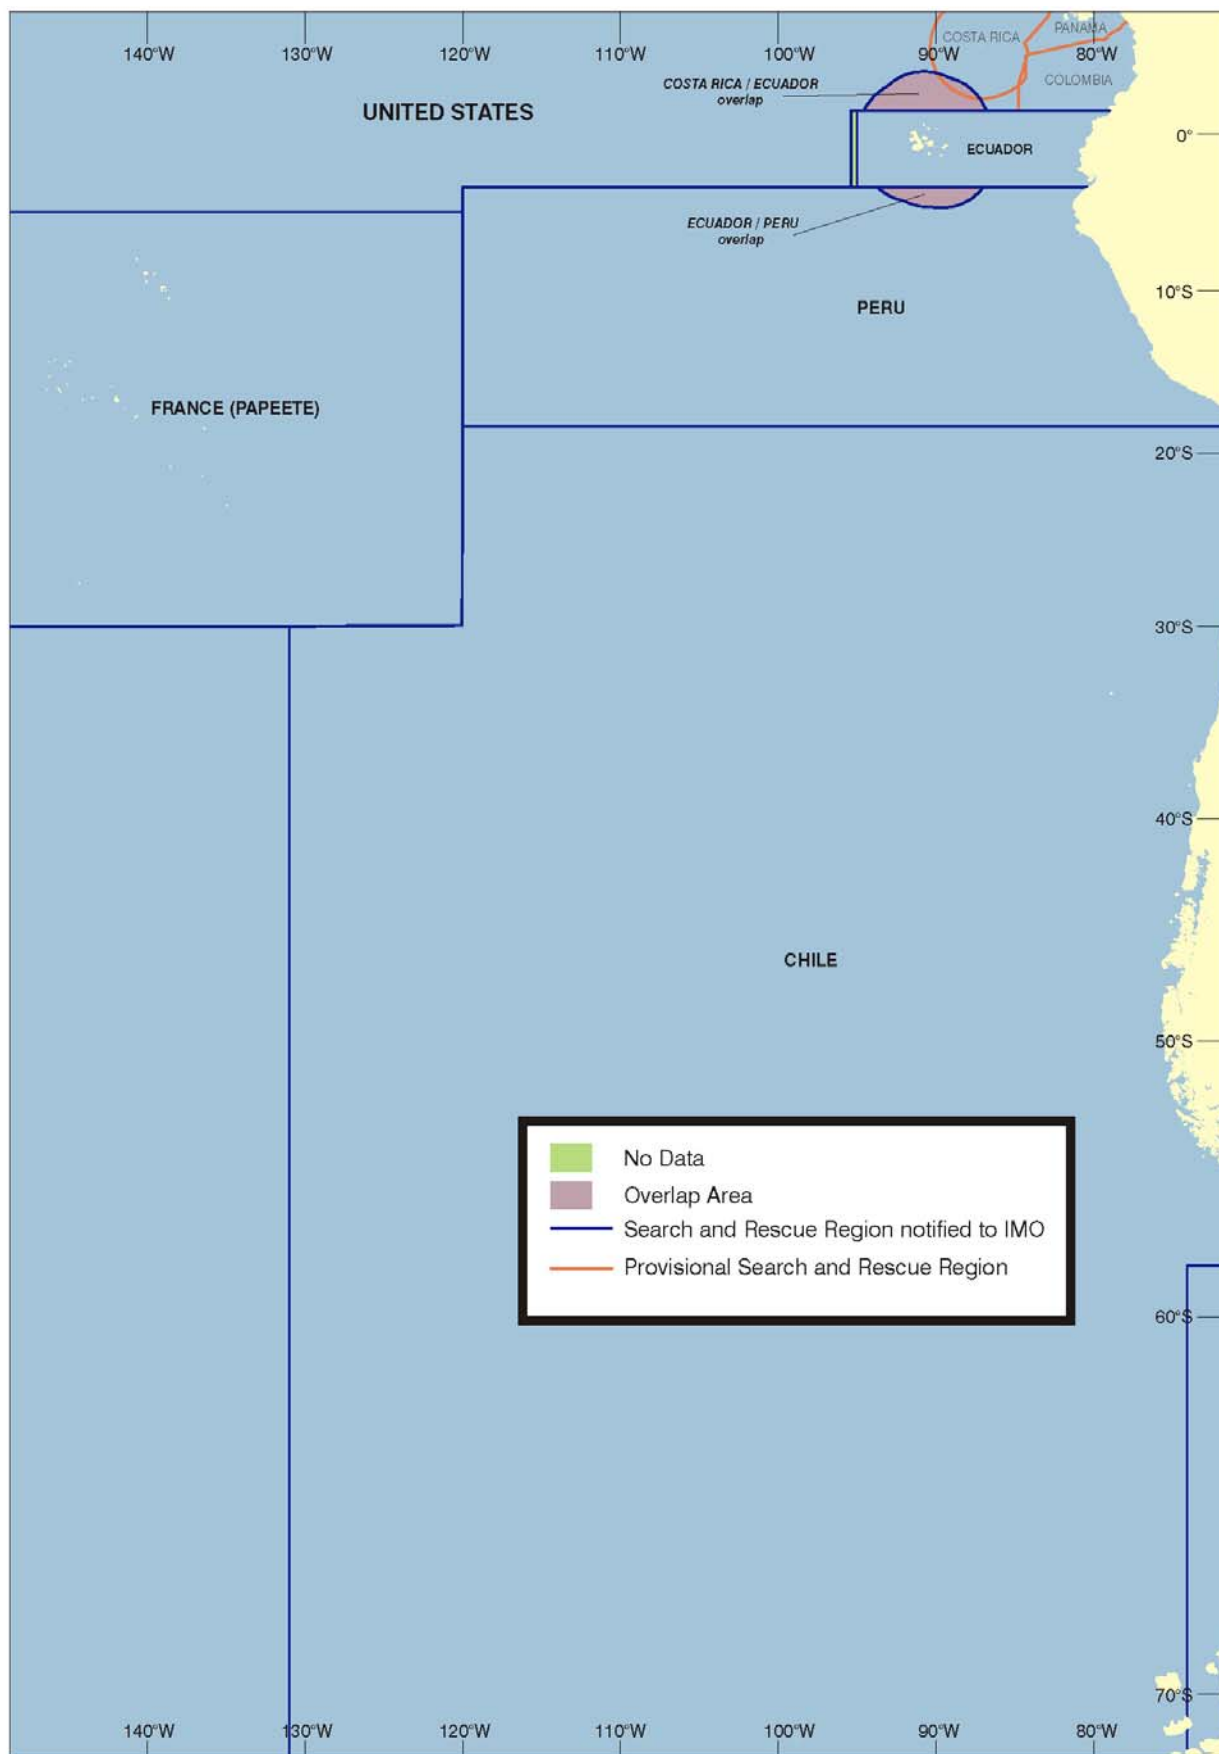 140°W
130°W
120°W
110°W
100°W
90°W
80°W
COSTA RICA
PANAMA
COLOMBIA
COSTA RICA / ECUADOR
overlap
UNITED STATES
0°
ECUADOR
ECUADOR / PERU
overlap
10°S
PERU
FRANCE (PAPEETE)
20°S
30°S
40°S
CHILE
50°S
No Data
Overlap Area
Search and Rescue Region notified to IMO
Provisional Search and Rescue Region
60°S
70°S
140°W
130°W
120°W
110°W
100°W
90°W
80°W